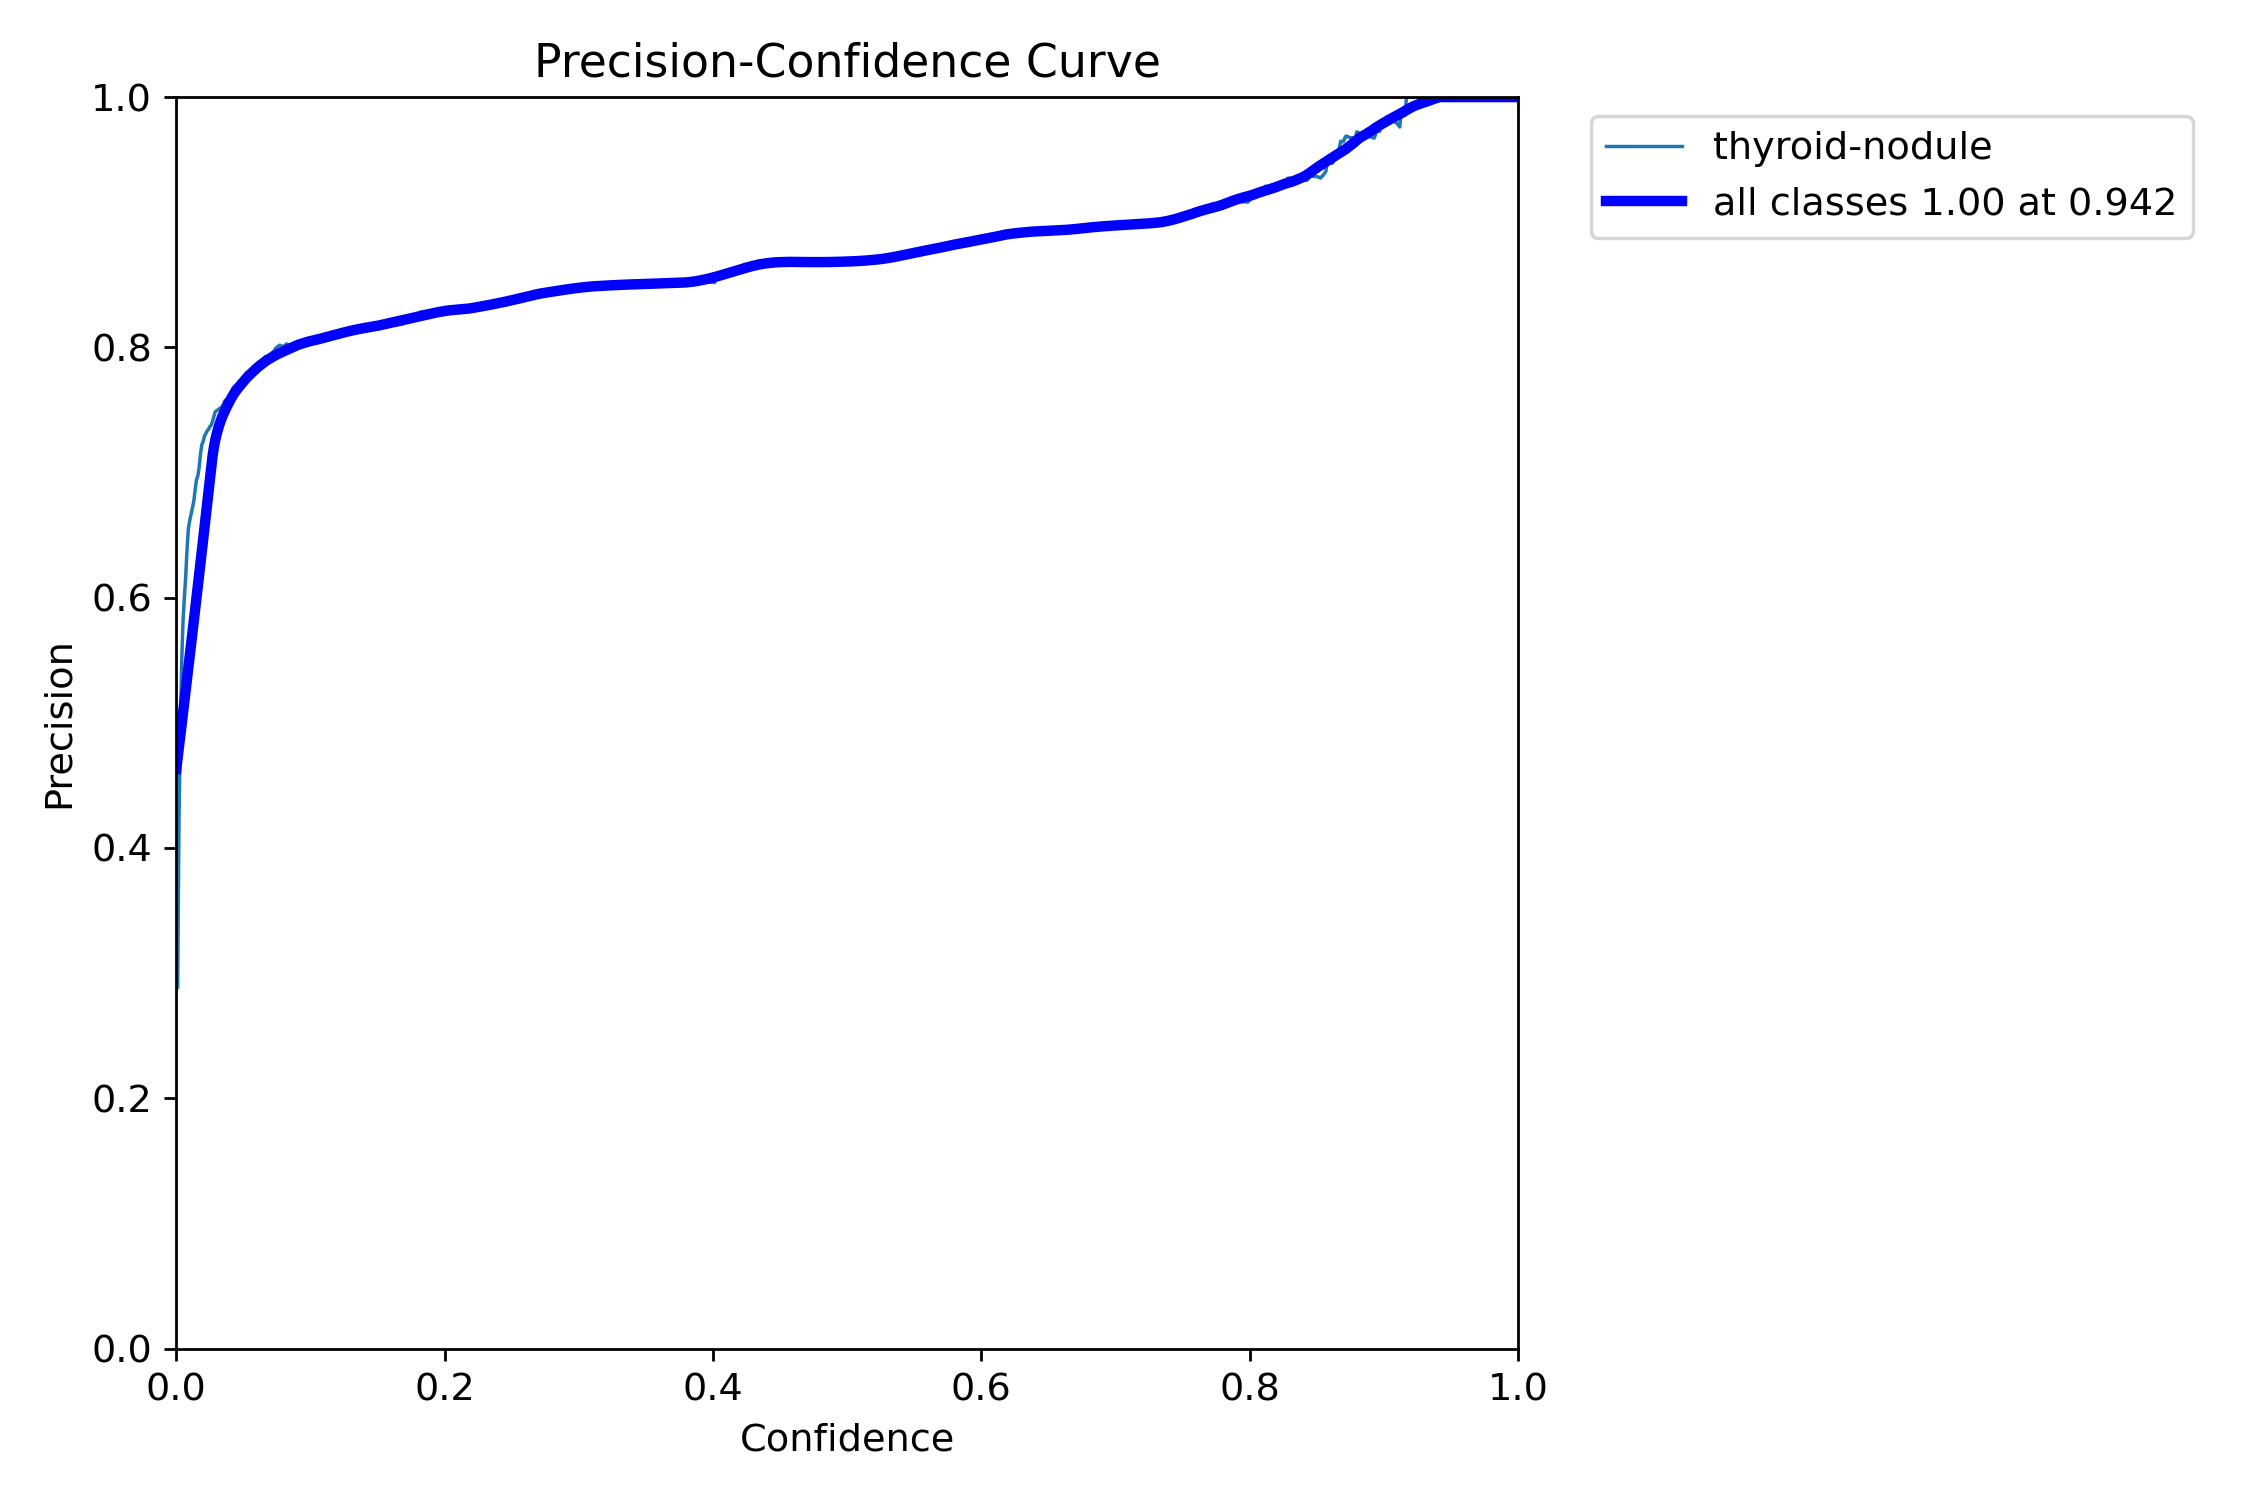 Precision-Confidence Curve
1.0
0.8
0.6
0.4
0.2
0.0
Precision
0.0 0.2 0.4 0.6 0.8 1.0
Confidence
thyroid-nodule
all classes 1.00 at 0.942